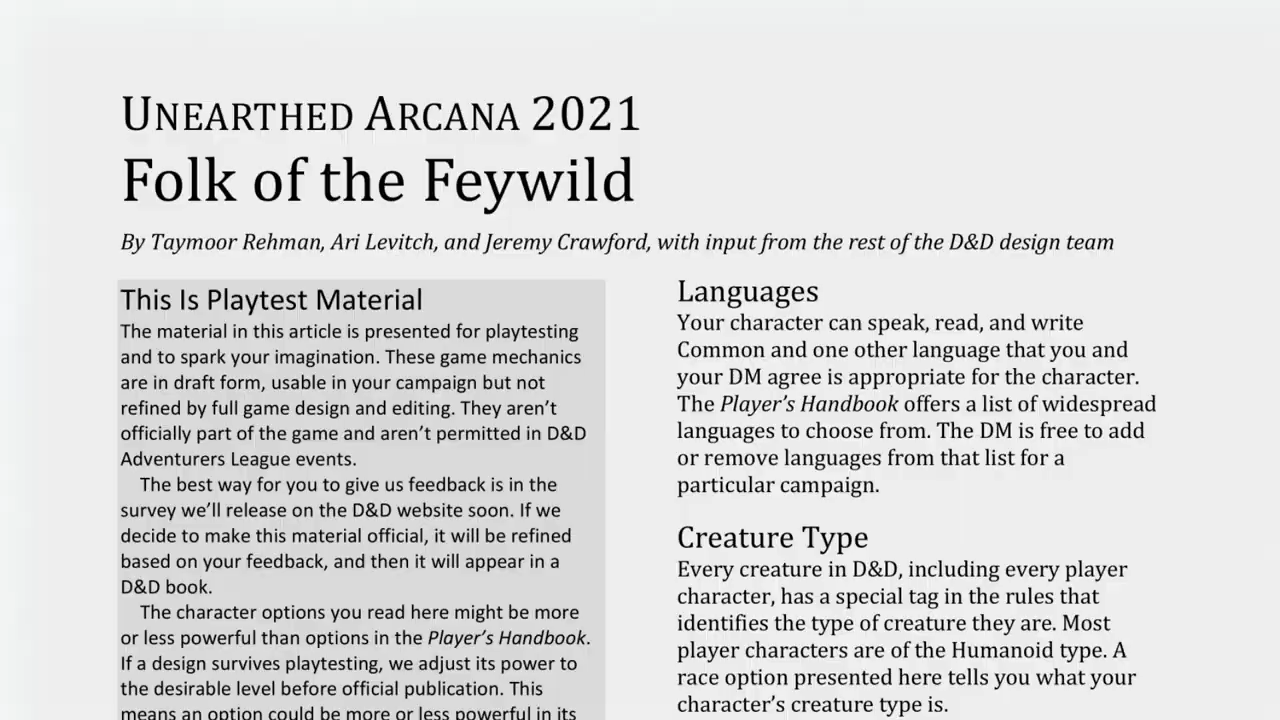 UNEARTHED ARCANA 2021
Folk of the Feywild
By Taymoor Rehman, Ari Levitch, and Jeremy Crawford, with input from the rest of the D&D design team
This Is Playtest Material
The material in this article is presented for playtesting
and to spark your imagination. These game mechanics
are in draft form, usable in your campaign but not
refined by full game design and editing. They aren’t
officially part of the game and aren’t permitted in D&D
Adventurers League events.
The best way for you to give us feedback is in the
survey we’ll release on the D&D website soon. If we
decide to make this material official, it will be refined
based on your feedback, and then it will appear in a
D&D book.
The character options you read here might be more
or less powerful than options in the Player’s Handbook.
If a design survives playtesting, we adjust its power to
the desirable level before official publication. This
means an option could be more or less powerful in its
Languages
Your character can speak, read, and write
Common and one other language that you and
your DM agree is appropriate for the character.
The Player’s Handbook offers a list of widespread
languages to choose from. The DM is free to add
or remove languages from that list for a
particular campaign.
Creature Type
Every creature in D&D, including every player
character, has a special tag in the rules that
identifies the type of creature they are. Most
player characters are of the Humanoid type. A
race option presented here tells you what your
character’s creature type is.